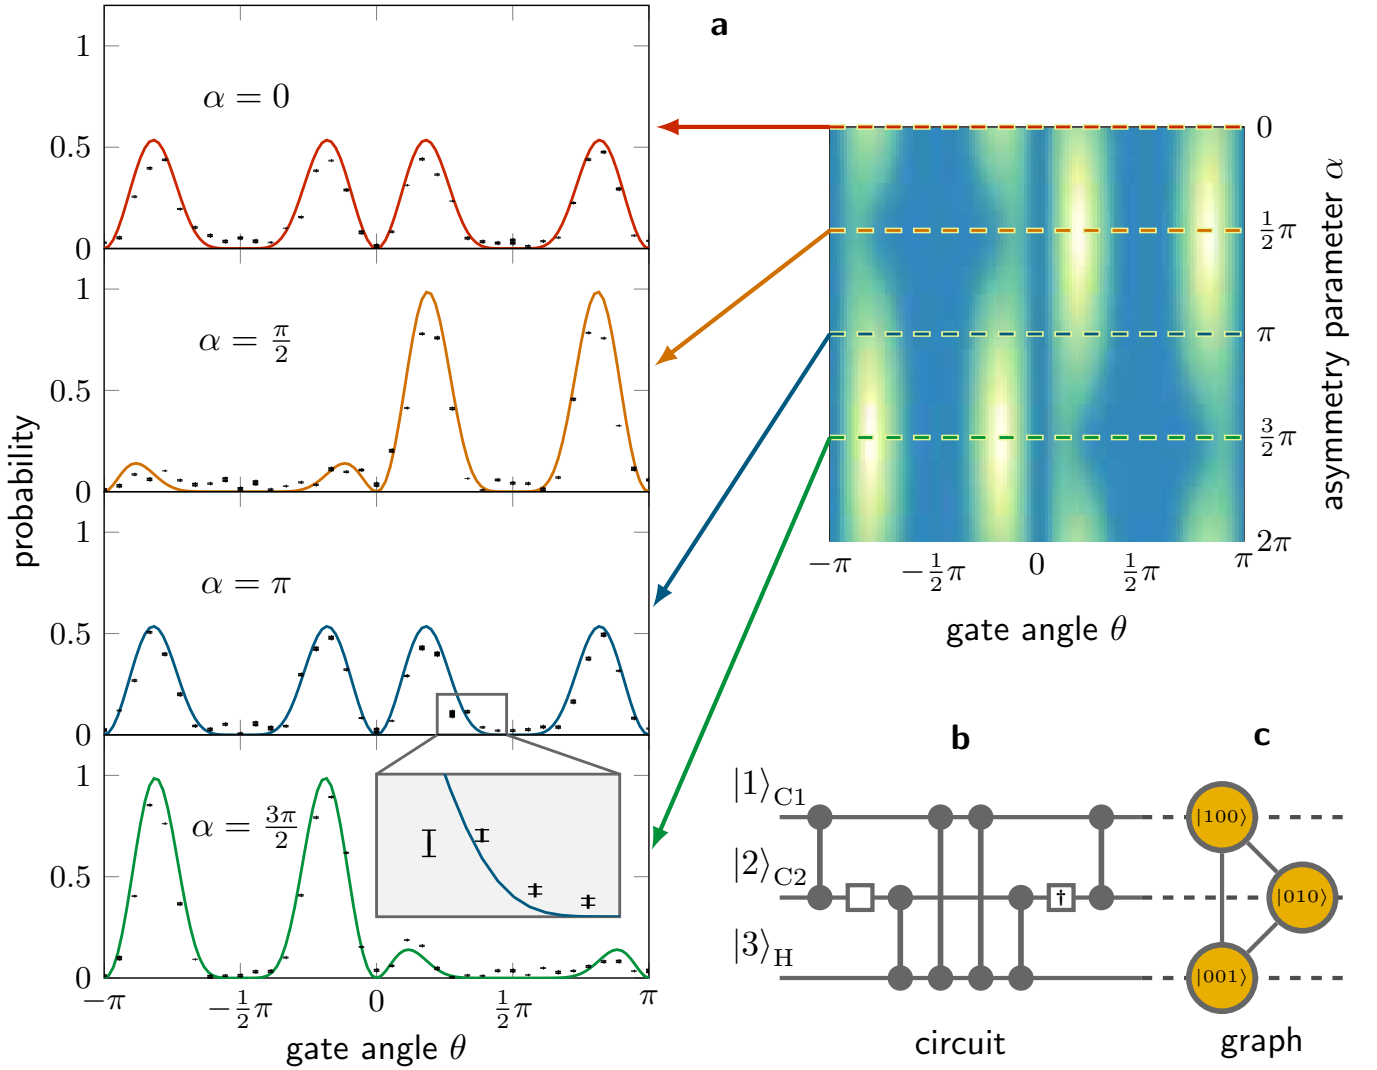 a
probability
1
0.5
0
α = 0
1
0.5
0
α = π/2
1
0.5
0
α = π
1
0.5
0
α = 3π/2
−π
−1/2π
0
1/2π
π
gate angle θ
0
1/2π
π
3/2π
2π
asymmetry parameter α
−π
−1/2π
0
1/2π
π
gate angle θ
b
|1⟩C1
|2⟩C2
|3⟩H
†
circuit
c
|100⟩
|010⟩
|001⟩
graph